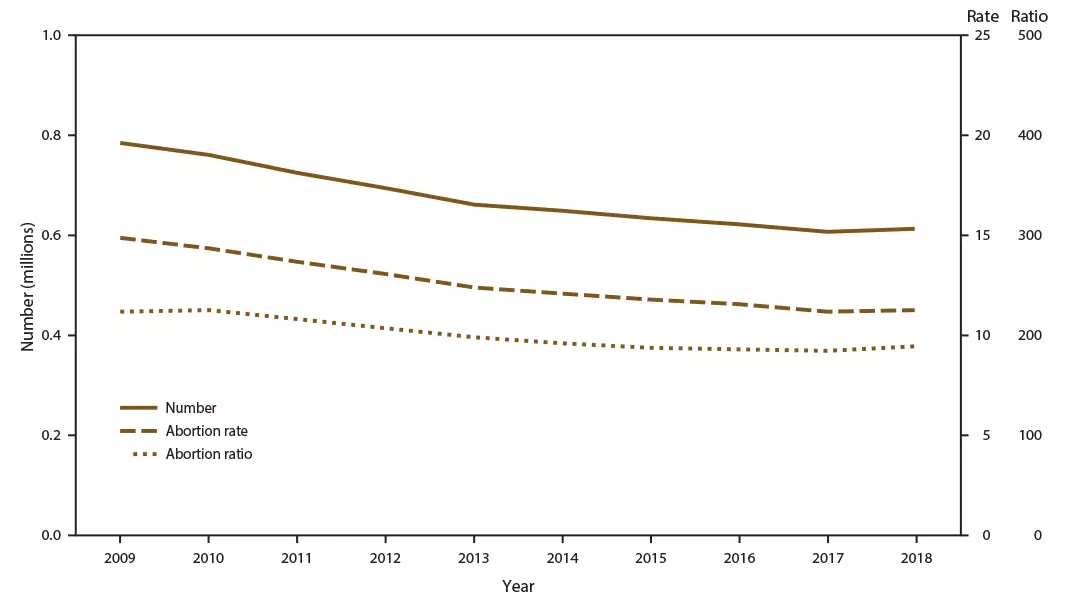 Rate Ratio
1.0 25 500
0.8 20 400
0.6 15 300
Number (millions)
0.4 10 200
Number
Abortion rate
0.2 5 100
Abortion ratio
0.0 0 0
2009 2010 2011 2012 2013 2014 2015 2016 2017 2018
Year